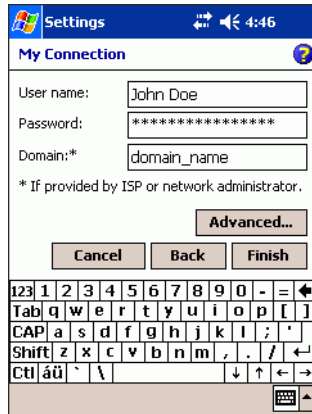 Settings 4:46
My Connection ?
User name: John Doe
Password: ****************
Domain:* domain_name
* If provided by ISP or network administrator.
Advanced...
Cancel Back Finish
123 1 2 3 4 5 6 7 8 9 0 - = ←
Tab q w e r t y u i o p [ ]
CAP a s d f g h j k l ; '
Shift z x c v b n m , . / ↵
Ctl áü ` \ ↓ ↑ ← →